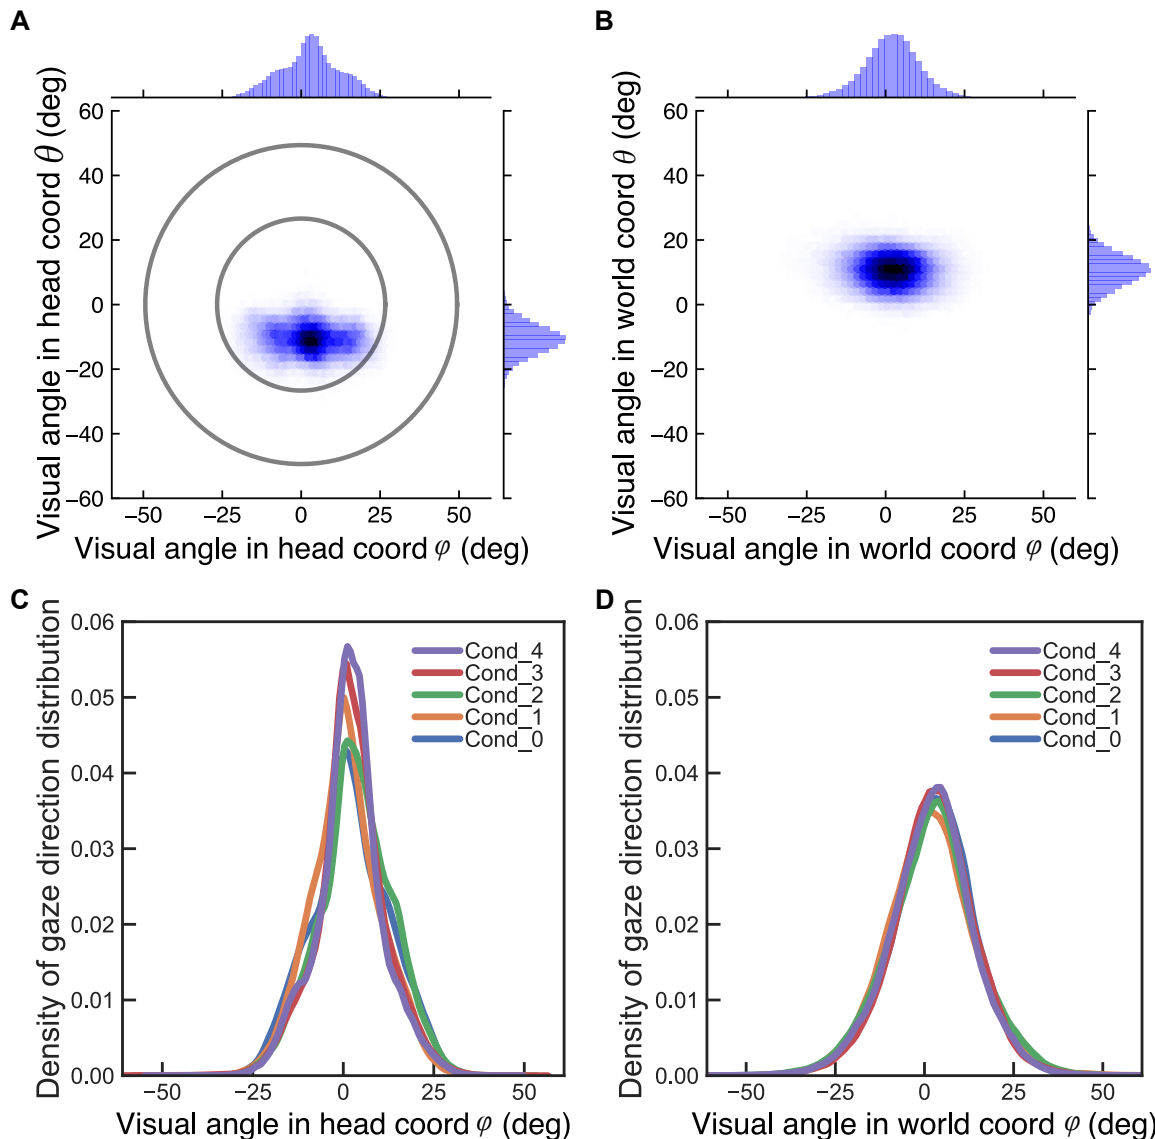 A
B
60
40
20
0
−20
−40
−60
−50
−25
0
25
50
Visual angle in head coord θ (deg)
Visual angle in head coord φ (deg)
60
40
20
0
−20
−40
−60
−50
−25
0
25
50
Visual angle in world coord θ (deg)
Visual angle in world coord φ (deg)
C
D
0.06
0.05
0.04
0.03
0.02
0.01
0.00
−50
−25
0
25
50
Cond_4
Cond_3
Cond_2
Cond_1
Cond_0
Density of gaze direction distribution
Visual angle in head coord φ (deg)
0.06
0.05
0.04
0.03
0.02
0.01
0.00
−50
−25
0
25
50
Cond_4
Cond_3
Cond_2
Cond_1
Cond_0
Density of gaze direction distribution
Visual angle in world coord φ (deg)